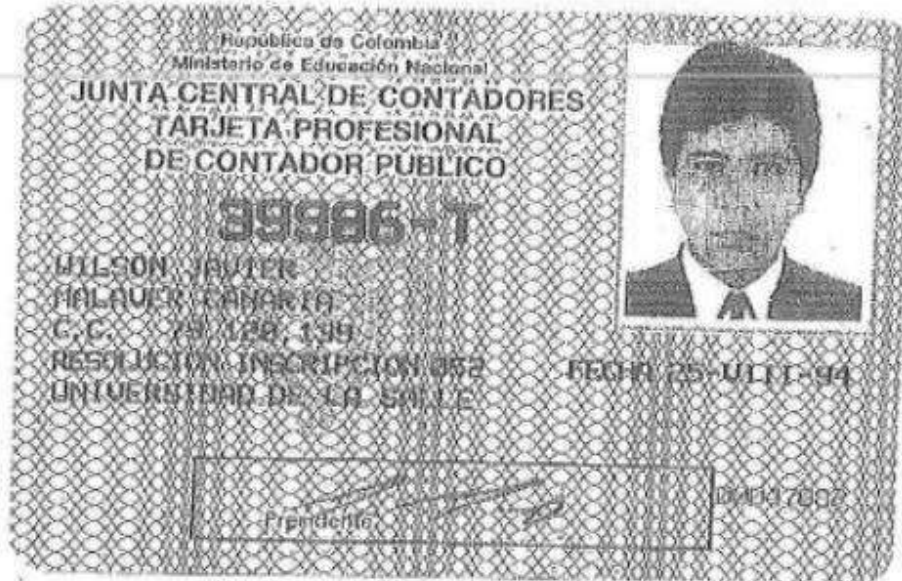 República de Colombia
Ministerio de Educación Nacional
JUNTA CENTRAL DE CONTADORES
TARJETA PROFESIONAL
DE CONTADOR PUBLICO
WILSON JAVIER
MALAVER CANARIA
C.C.
RESOLUCION INSCRIPCION 052
FECHA 25-VIII-94
UNIVERSIDAD DE LA SALLE
Presidente